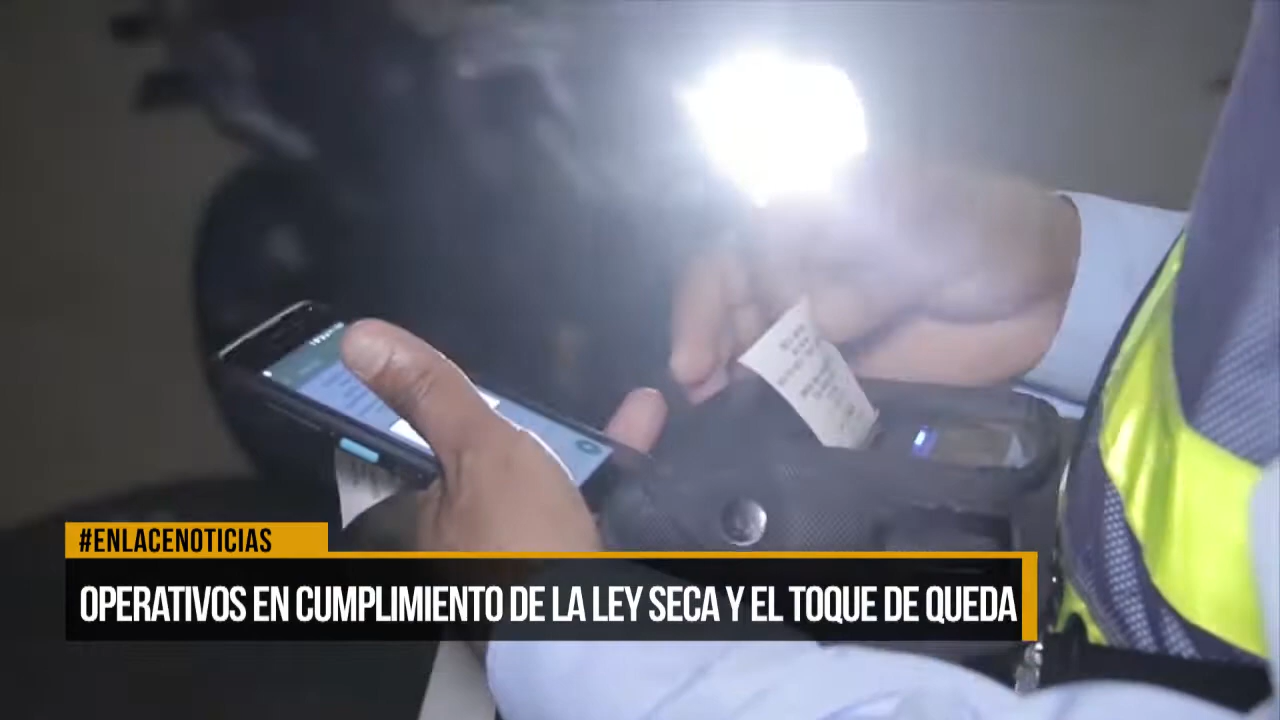 #ENLACENOTICIAS
OPERATIVOS EN CUMPLIMIENTO DE LA LEY SECA Y EL TOQUE DE QUEDA